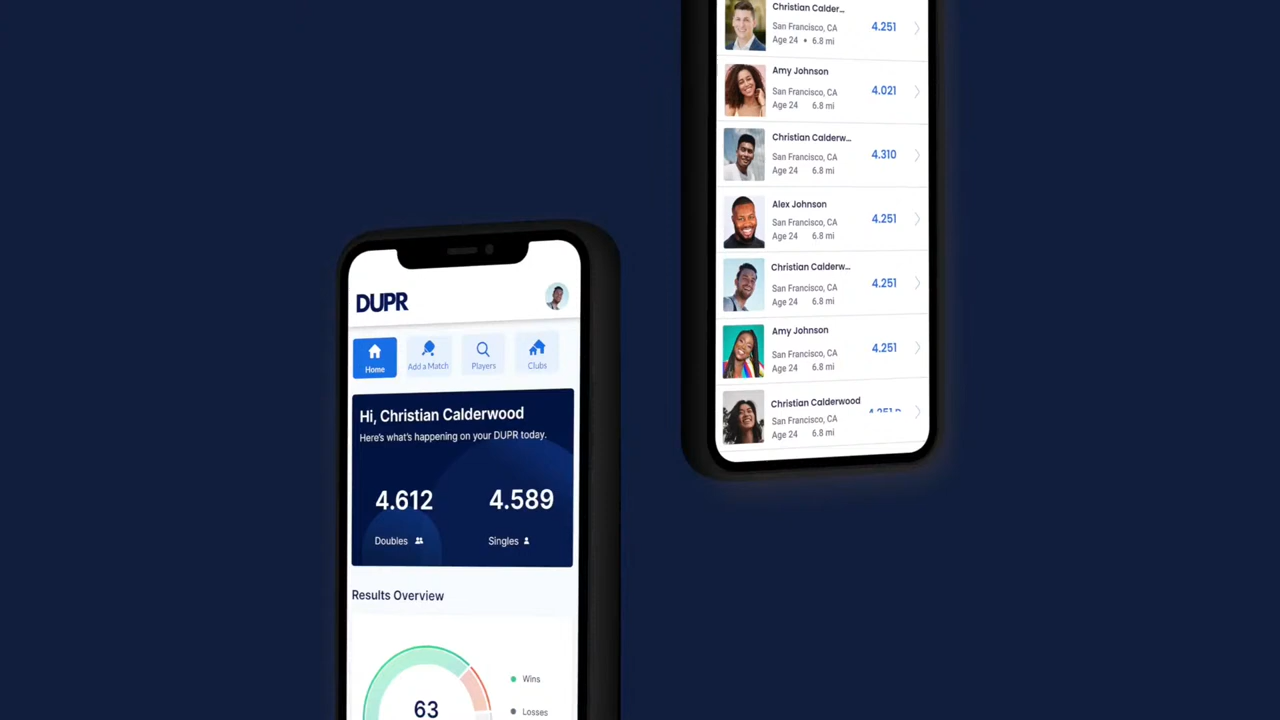 DUPR
Home
Add a Match
Players
Clubs
Hi, Christian Calderwood
Here's what's happening on your DUPR today.
4.612
4.589
Doubles
Singles
Results Overview
63
Wins
Losses
Christian Calder...
4.251
San Francisco, CA
Age 24 • 6.8 mi
Amy Johnson
4.021
San Francisco, CA
Age 24 6.8 mi
Christian Calderw...
4.310
San Francisco, CA
Age 24 6.8 mi
Alex Johnson
4.251
San Francisco, CA
Age 24 6.8 mi
Christian Calderw...
4.251
San Francisco, CA
Age 24 6.8 mi
Amy Johnson
4.251
San Francisco, CA
Age 24 6.8 mi
Christian Calderwood
San Francisco, CA
Age 24 6.8 mi